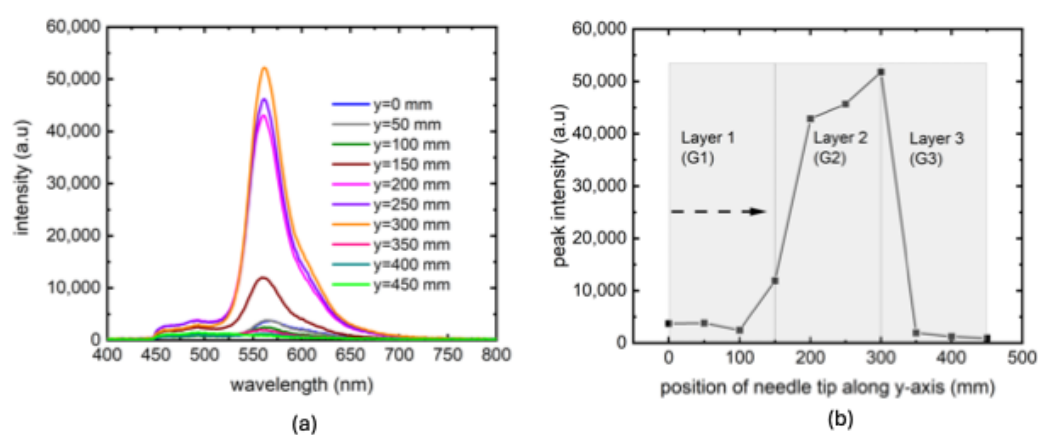 60,000
50,000
40,000
30,000
20,000
10,000
0
intensity (a.u)
y=0 mm
y=50 mm
y=100 mm
y=150 mm
y=200 mm
y=250 mm
y=300 mm
y=350 mm
y=400 mm
y=450 mm
400 450 500 550 600 650 700 750 800
wavelength (nm)
(a)
60,000
50,000
40,000
30,000
20,000
10,000
0
peak intensity (a.u)
Layer 1
(G1)
Layer 2
(G2)
Layer 3
(G3)
0 100 200 300 400 500
position of needle tip along y-axis (mm)
(b)